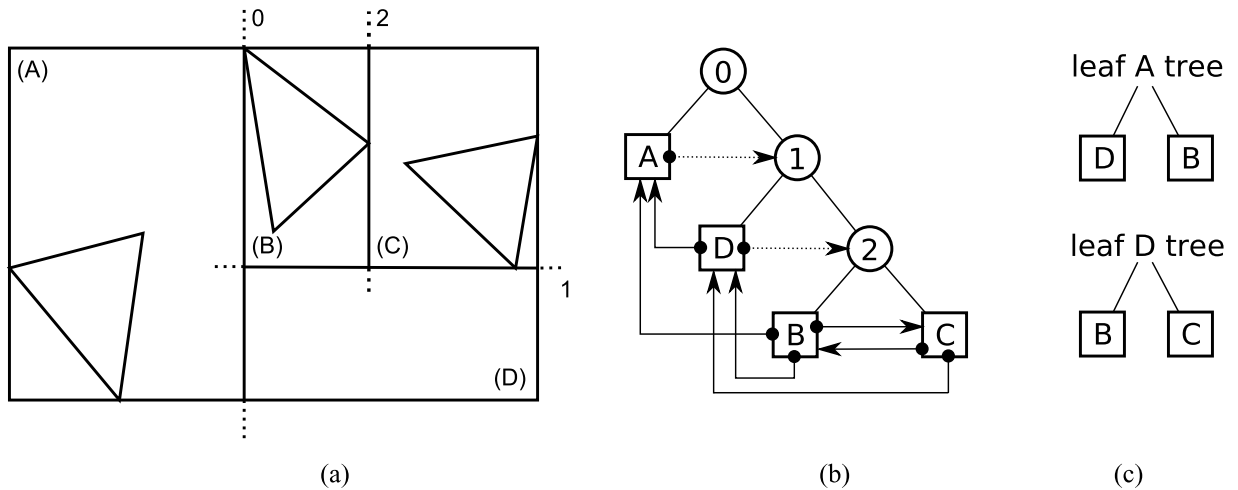 0
2
(A)
(B)
(C)
1
(D)
(a)
0
A
1
D
2
B
C
(b)
leaf A tree
D B
leaf D tree
B C
(c)